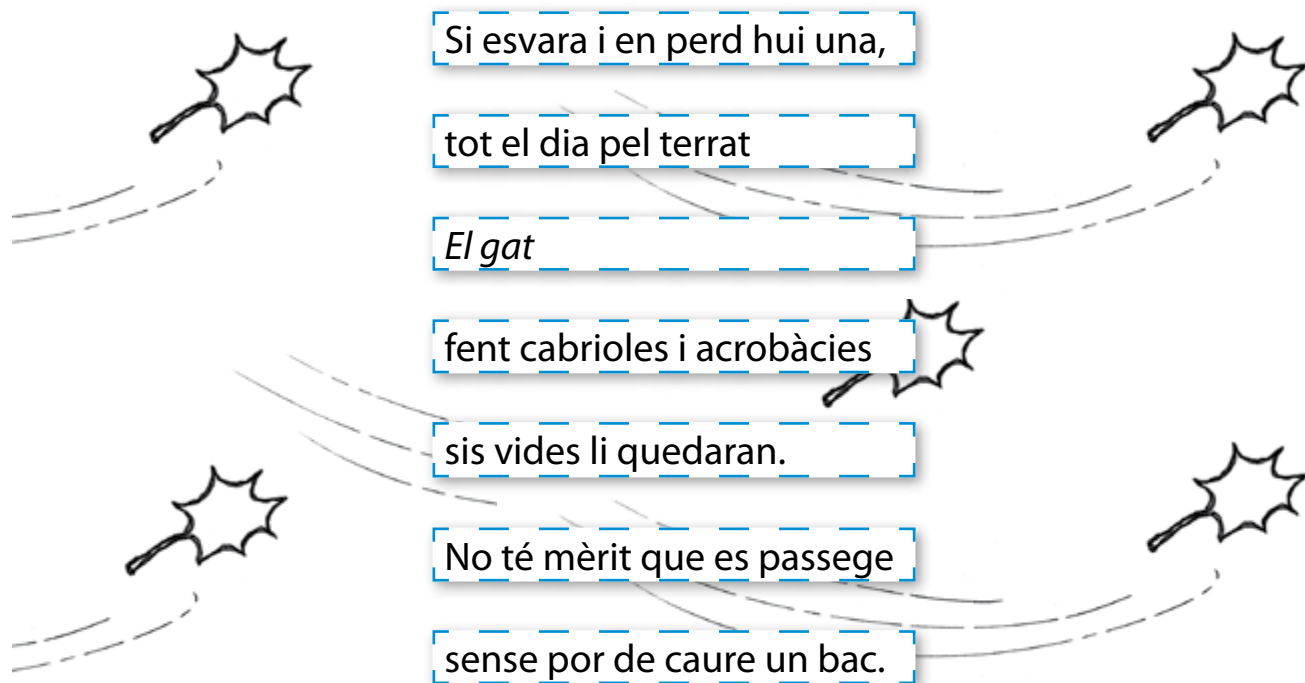 Si esvara i en perd hui una,
tot el dia pel terrat
El gat
fent cabrioles i acrobàcies
sis vides li quedaran.
No té mèrit que es passege
sense por de caure un bac.